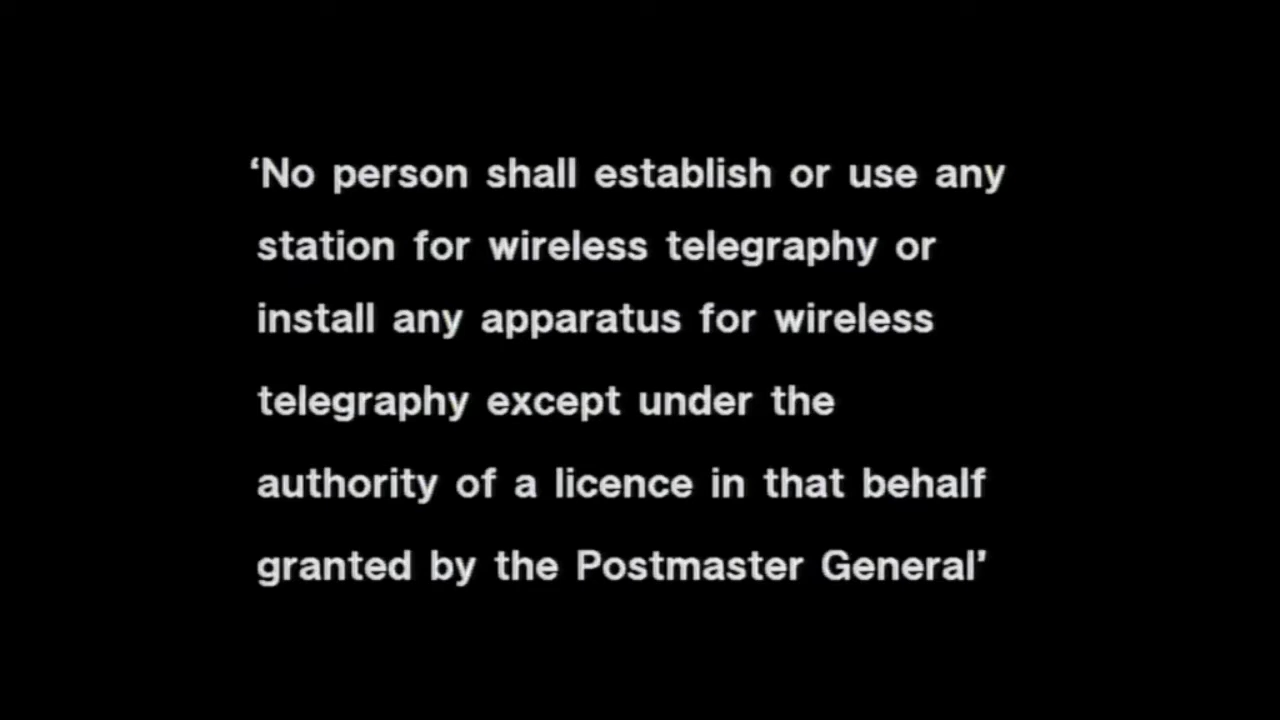 ‘No person shall establish or use any
station for wireless telegraphy or
install any apparatus for wireless
telegraphy except under the
authority of a licence in that behalf
granted by the Postmaster General’